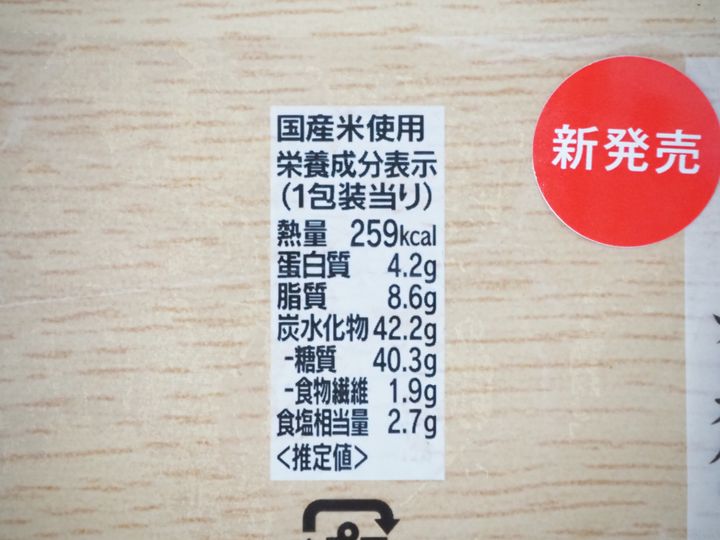 国産米使用
栄養成分表示
(1包装当り)
熱量 259kcal
蛋白質 4.2g
脂質 8.6g
炭水化物 42.2g
-糖質 40.3g
-食物繊維 1.9g
食塩相当量 2.7g
<推定値>
新発売